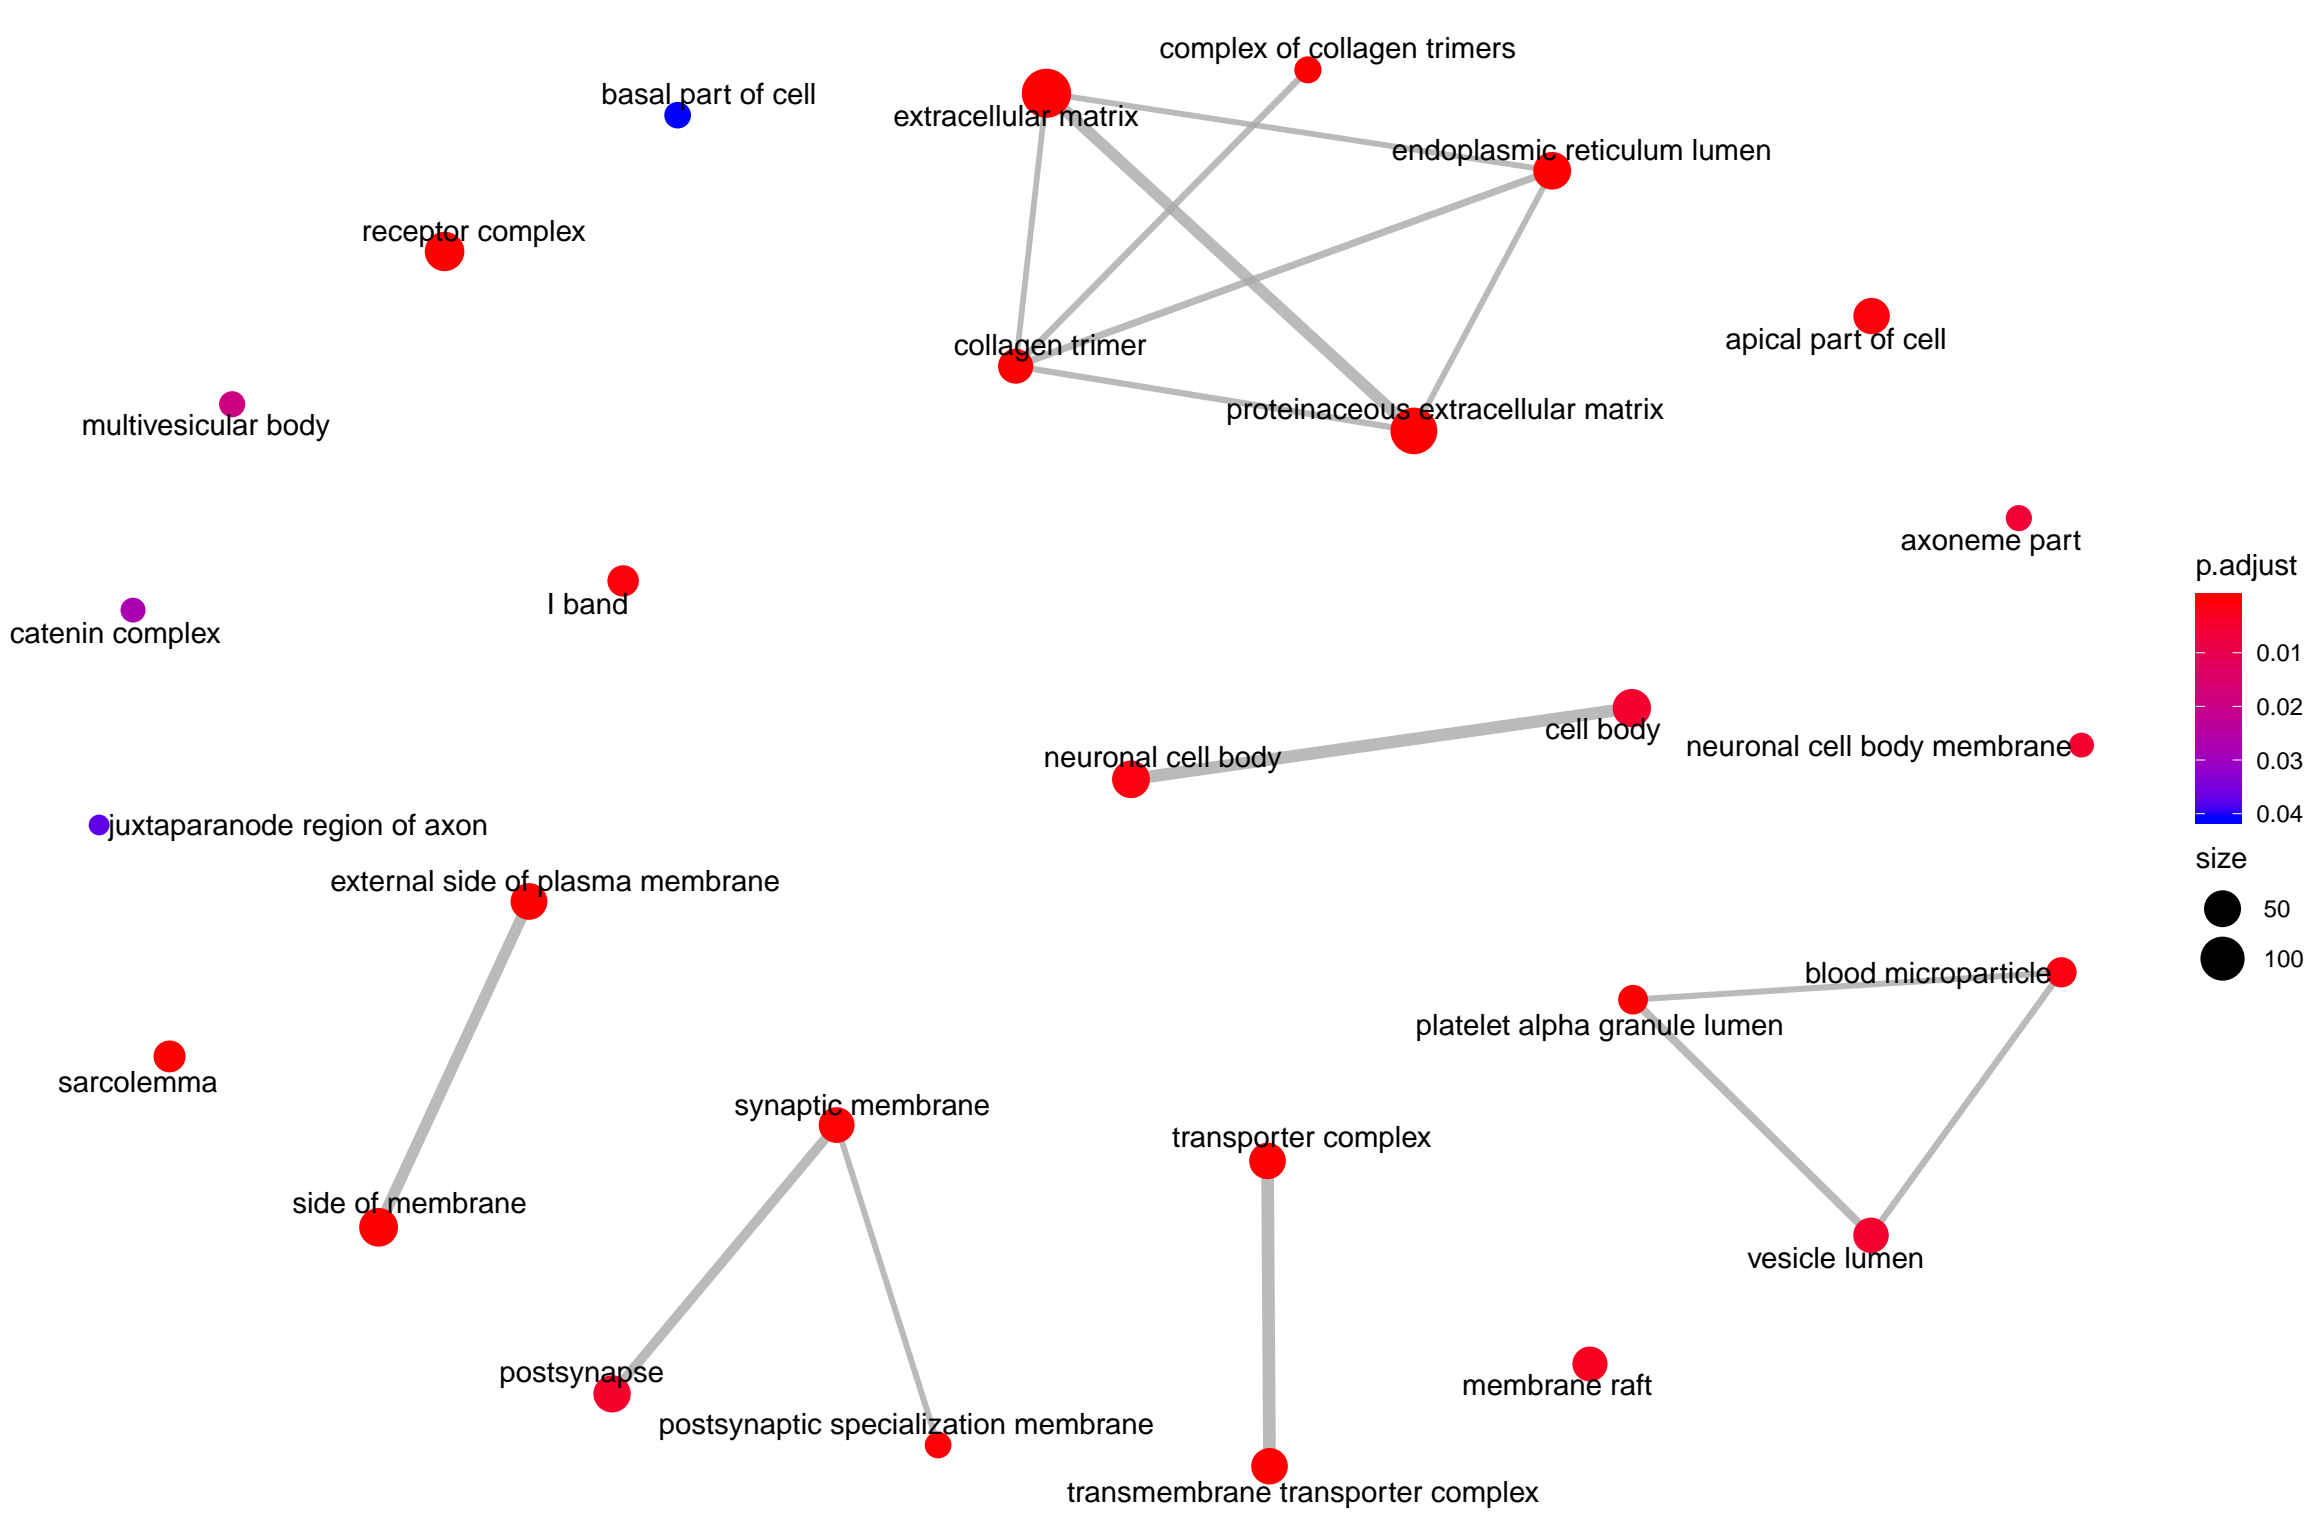 complex of collagen trimers
basal part of cell
extracellular matrix
endoplasmic reticulum lumen
receptor complex
apical part of cell
collagen trimer
proteinaceous extracellular matrix
multivesicular body
axoneme part
I band
catenin complex
cell body
neuronal cell body membrane
neuronal cell body
juxtaparanode region of axon
external side of plasma membrane
blood microparticle
platelet alpha granule lumen
sarcolemma
synaptic membrane
transporter complex
side of membrane
vesicle lumen
postsynapse
membrane raft
postsynaptic specialization membrane
transmembrane transporter complex
p.adjust
0.01
0.02
0.03
0.04
size
50
100